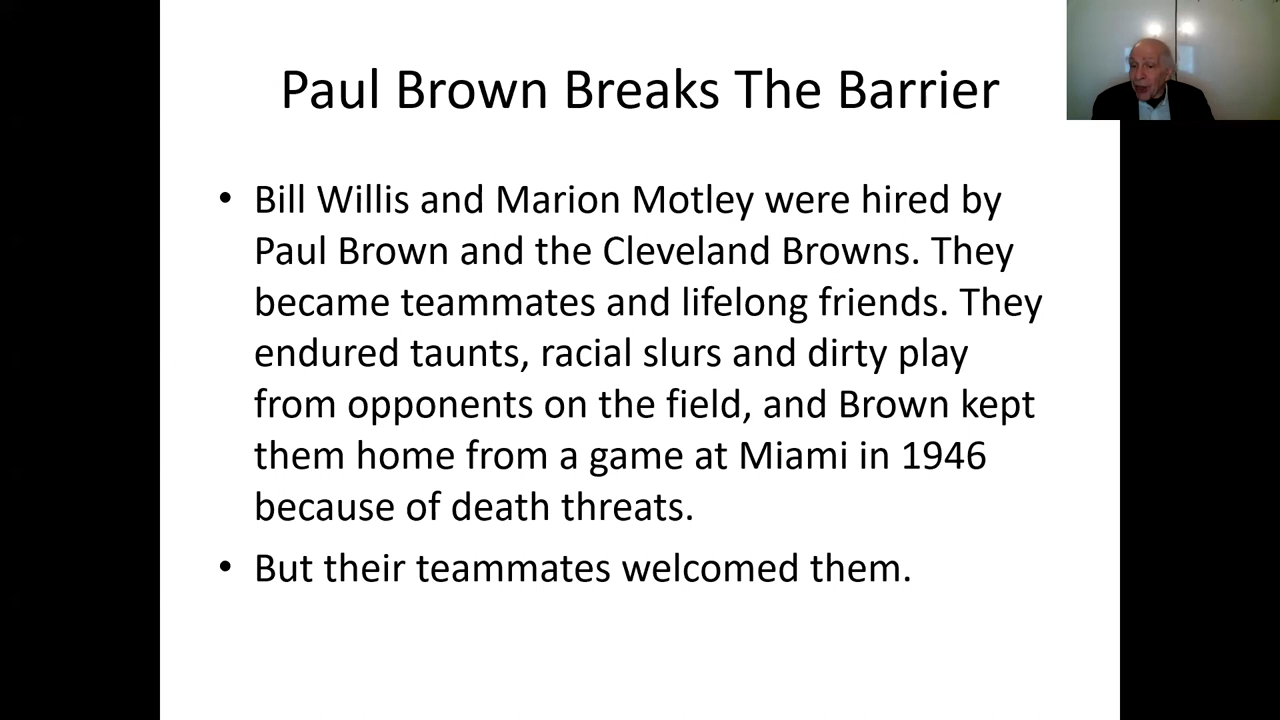 Paul Brown Breaks The Barrier
• Bill Willis and Marion Motley were hired by
Paul Brown and the Cleveland Browns. They
became teammates and lifelong friends. They
endured taunts, racial slurs and dirty play
from opponents on the field, and Brown kept
them home from a game at Miami in 1946
because of death threats.
• But their teammates welcomed them.